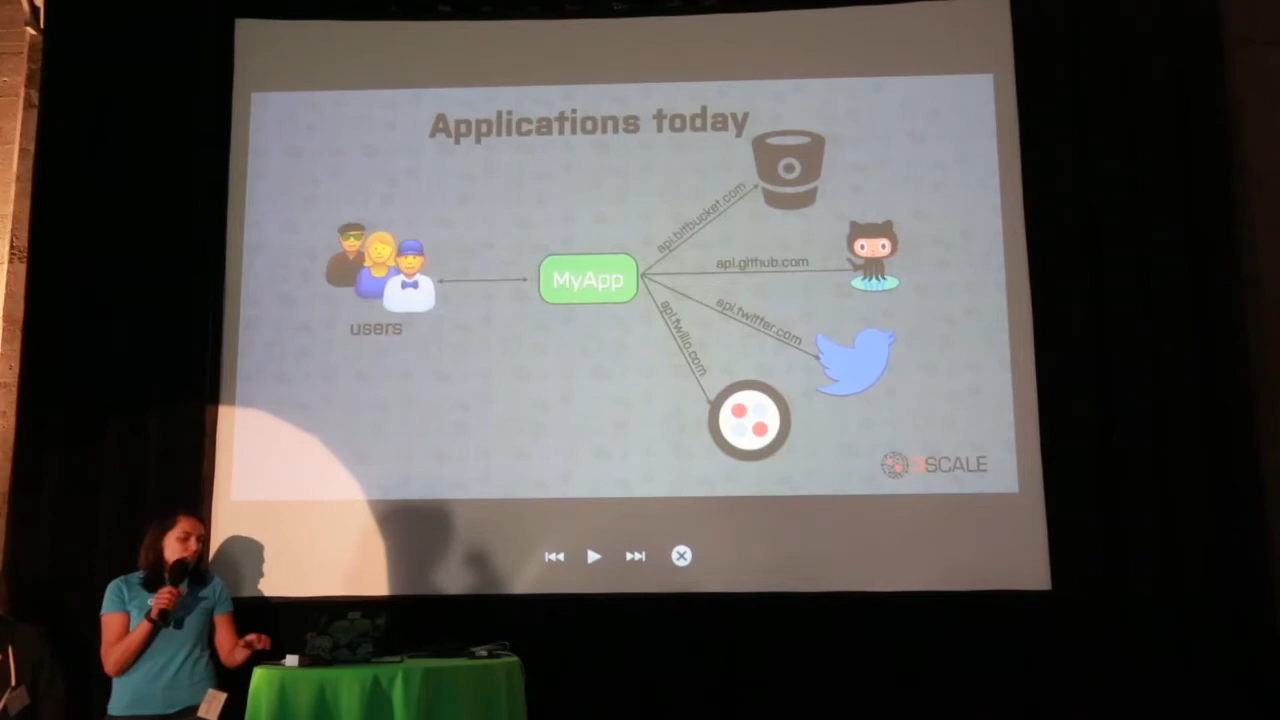 Applications today
api.bitbucket.com
api.github.com
MyApp
api.twitter.com
users
api.twilio.com
3SCALE